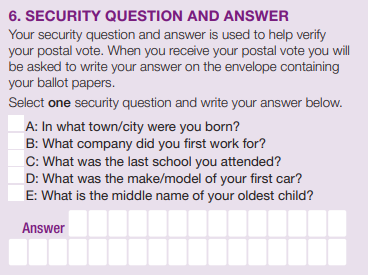 6. SECURITY QUESTION AND ANSWER
Your security question and answer is used to help verify
your postal vote. When you receive your postal vote you will
be asked to write your answer on the envelope containing
your ballot papers.
Select one security question and write your answer below.
A: In what town/city were you born?
B: What company did you first work for?
C: What was the last school you attended?
D: What was the make/model of your first car?
E: What is the middle name of your oldest child?
Answer